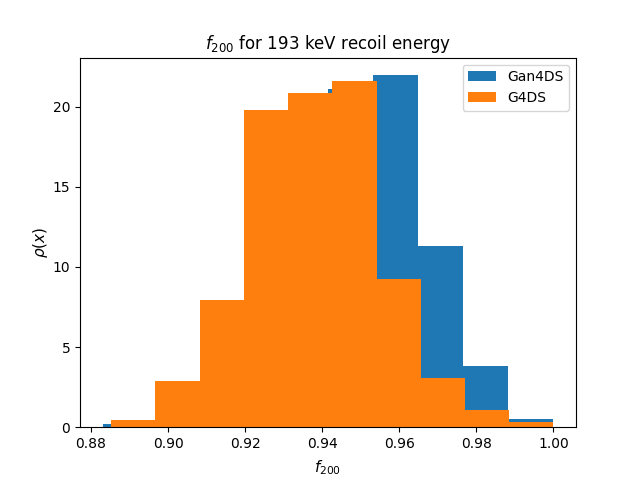 f₂₀₀ for 193 keV recoil energy
Gan4DS
G4DS
20
15
10
5
0
ρ(x)
0.88 0.90 0.92 0.94 0.96 0.98 1.00
f₂₀₀